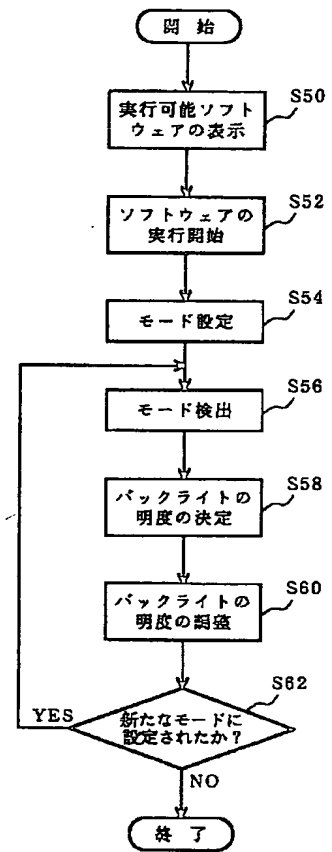 開始
S50
実行可能ソフト
ウェアの表示
S52
ソフトウェアの
実行開始
S54
モード設定
S56
モード検出
S58
バックライトの
明度の決定
S60
バックライトの
明度の調整
S62
新たなモードに
設定されたか?
YES
NO
終了